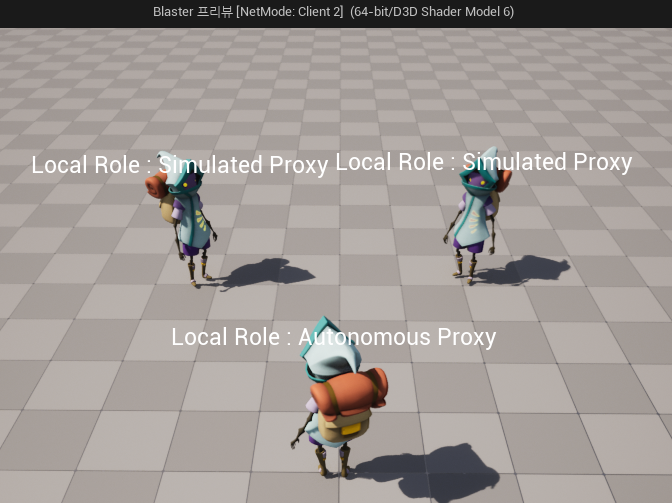 Blaster 프리뷰 [NetMode: Client 2]  (64-bit/D3D Shader Model 6)
Local Role : Simulated Proxy
Local Role : Simulated Proxy
Local Role : Autonomous Proxy